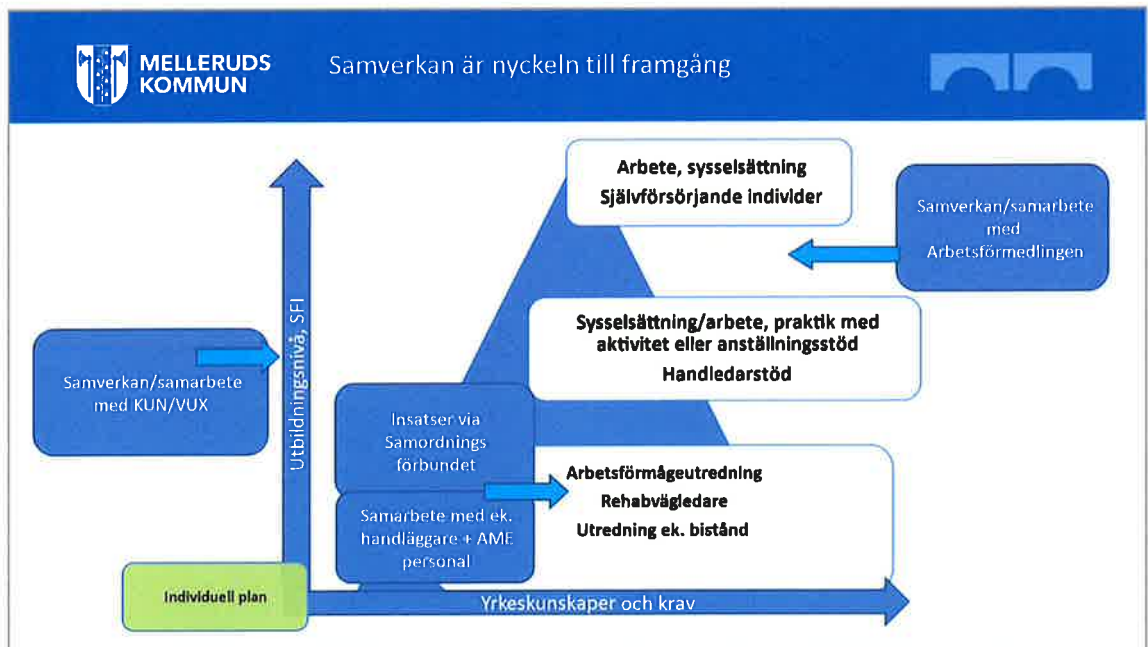 MELLERUDS
KOMMUN
Samverkan är nyckeln till framgång
Arbete, sysselsättning
Självförsörjande individer
Samverkan/samarbete
med
Arbetsförmedlingen
Utbildningsnivå, SFI
Sysselsättning/arbete, praktik med
aktivitet eller anställningsstöd
Handledarstöd
Samverkan/samarbete
med KUN/VUX
Insatser via
Samordnings
förbundet
Arbetsförmågeutredning
Rehabvägledare
Utredning ek. bistånd
Samarbete med ek.
handläggare + AME
personal
Individuell plan
Yrkeskunskaper och krav